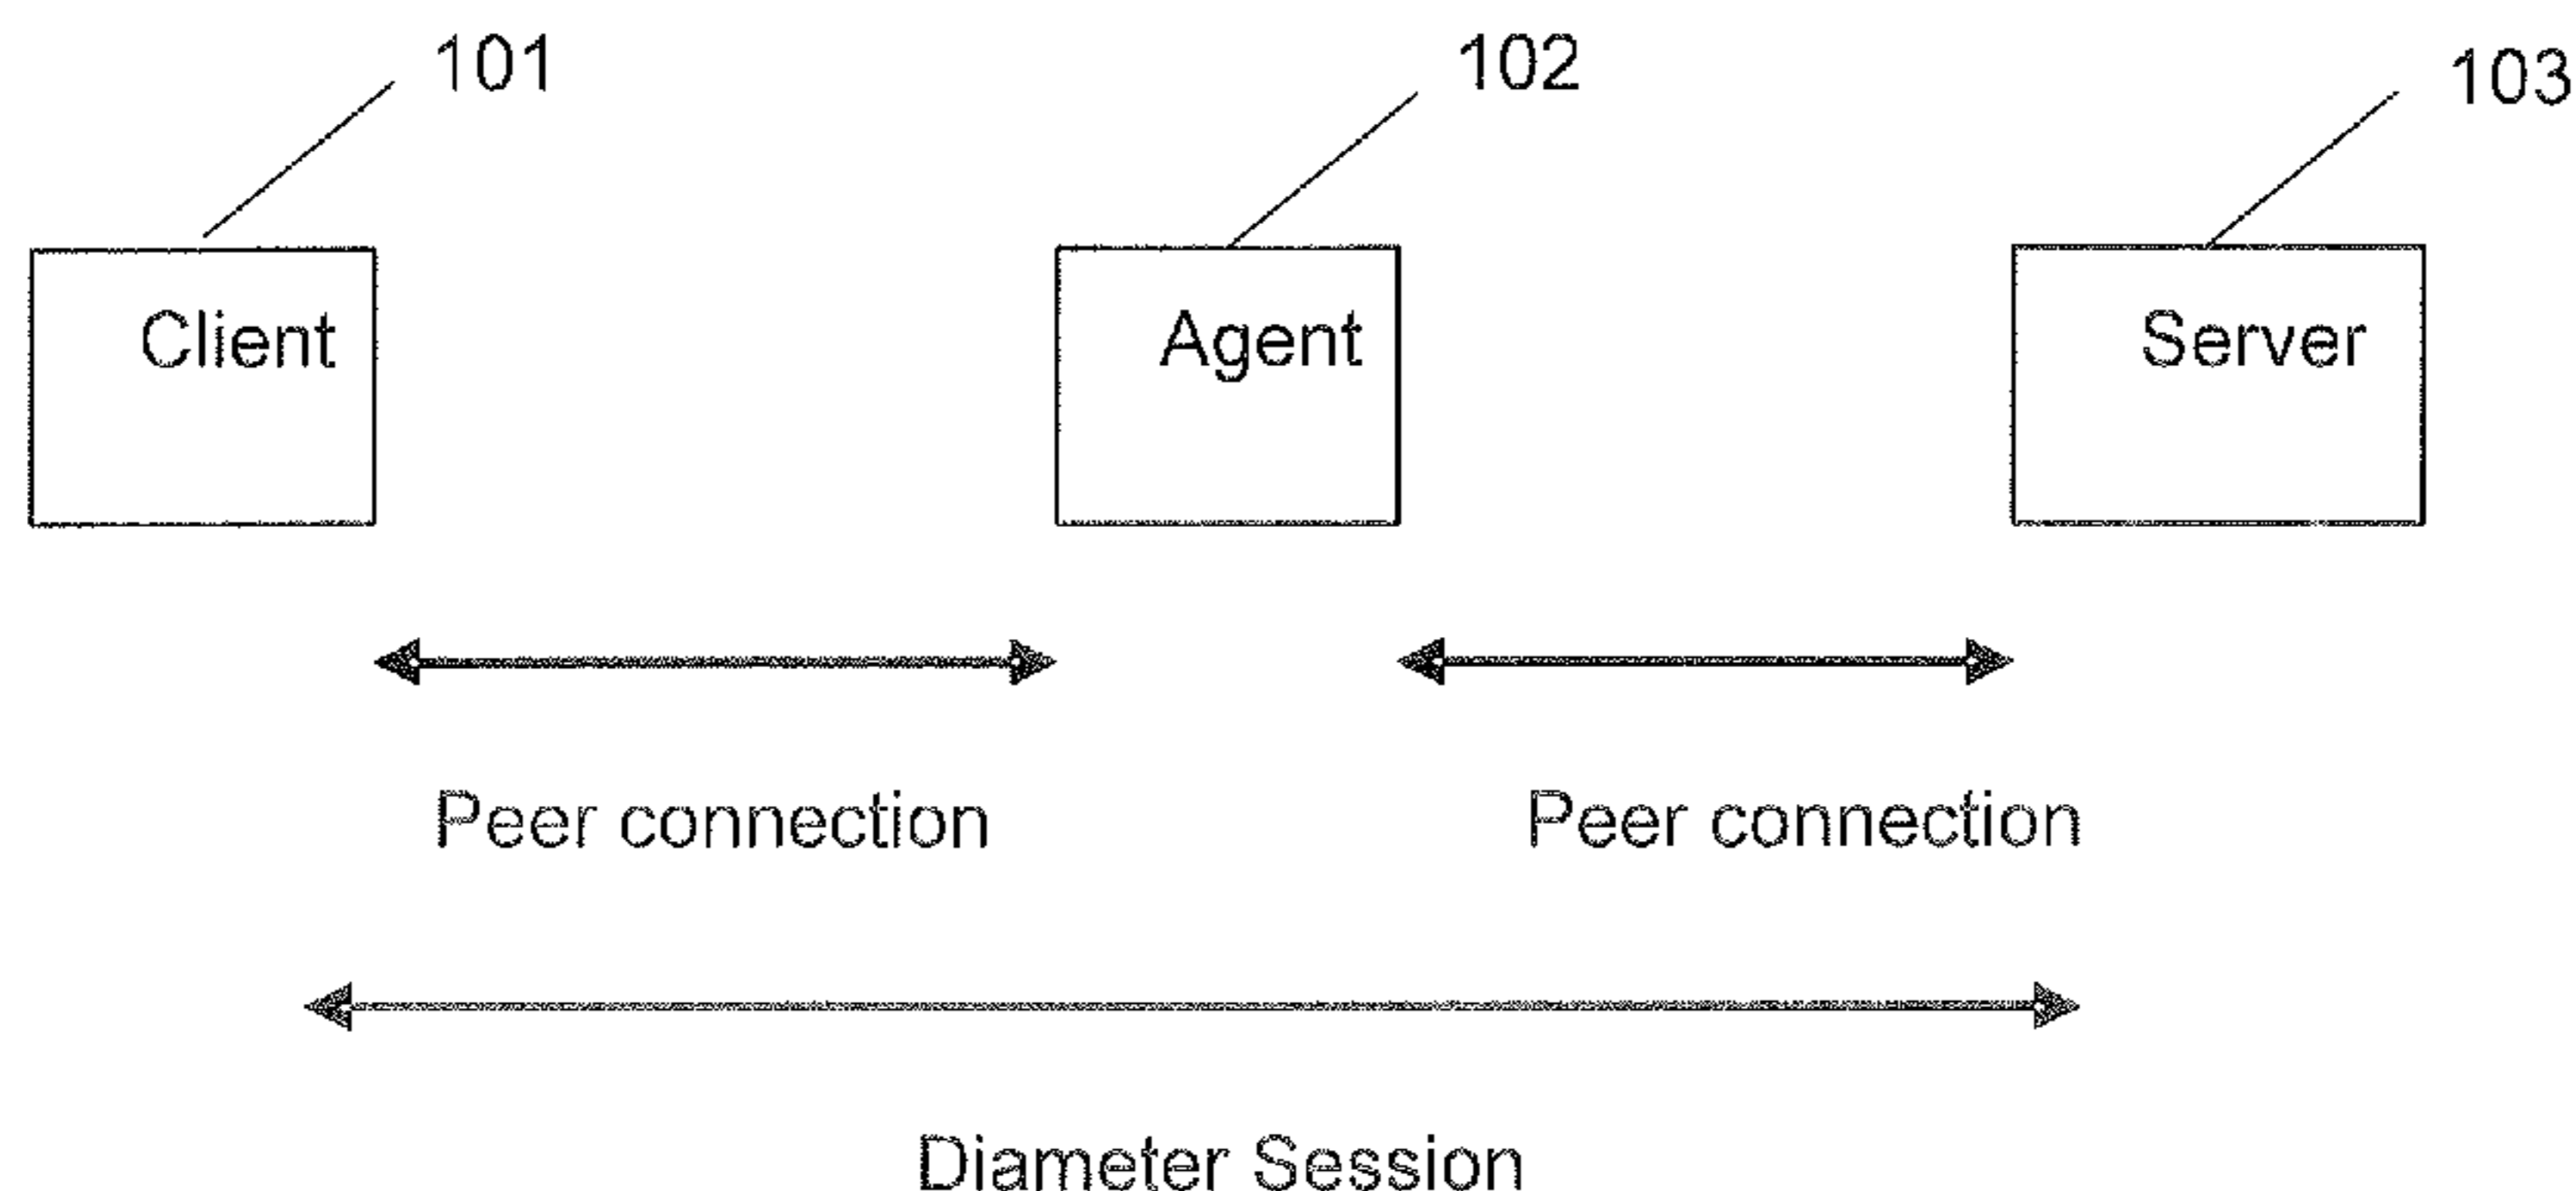 101
102
103
Client
Agent
Server
Peer connection
Peer connection
Diameter Session